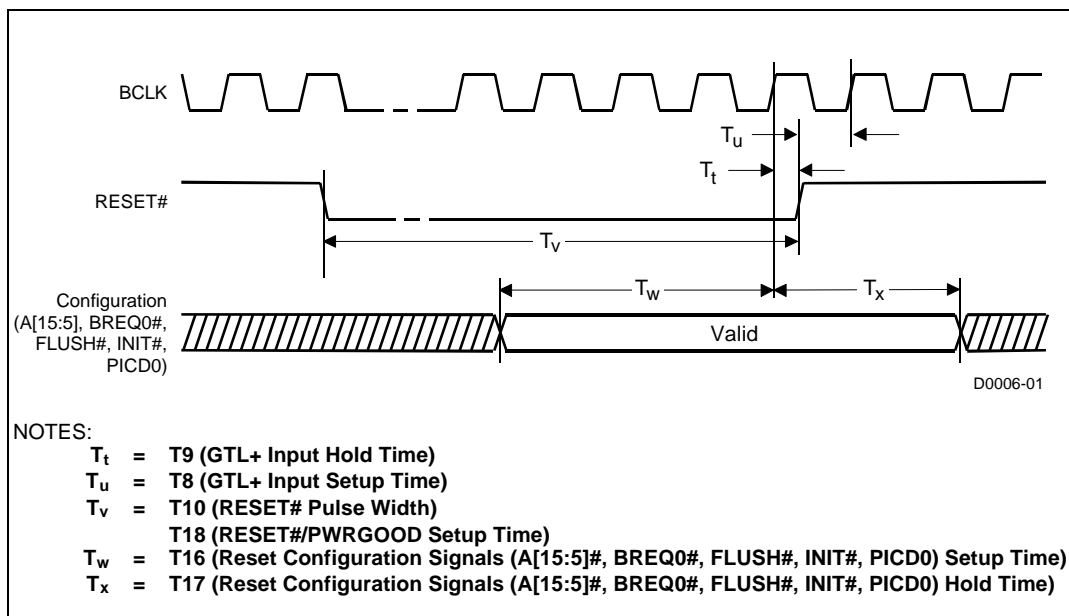 BCLK
Tu
Tt
RESET#
Tv
Tw
Tx
Configuration
(A[15:5], BREQ0#,
FLUSH#, INIT#,
PICD0)
Valid
D0006-01
NOTES:
Tt = T9 (GTL+ Input Hold Time)
Tu = T8 (GTL+ Input Setup Time)
Tv = T10 (RESET# Pulse Width)
T18 (RESET#/PWRGOOD Setup Time)
Tw = T16 (Reset Configuration Signals (A[15:5]#, BREQ0#, FLUSH#, INIT#, PICD0) Setup Time)
Tx = T17 (Reset Configuration Signals (A[15:5]#, BREQ0#, FLUSH#, INIT#, PICD0) Hold Time)